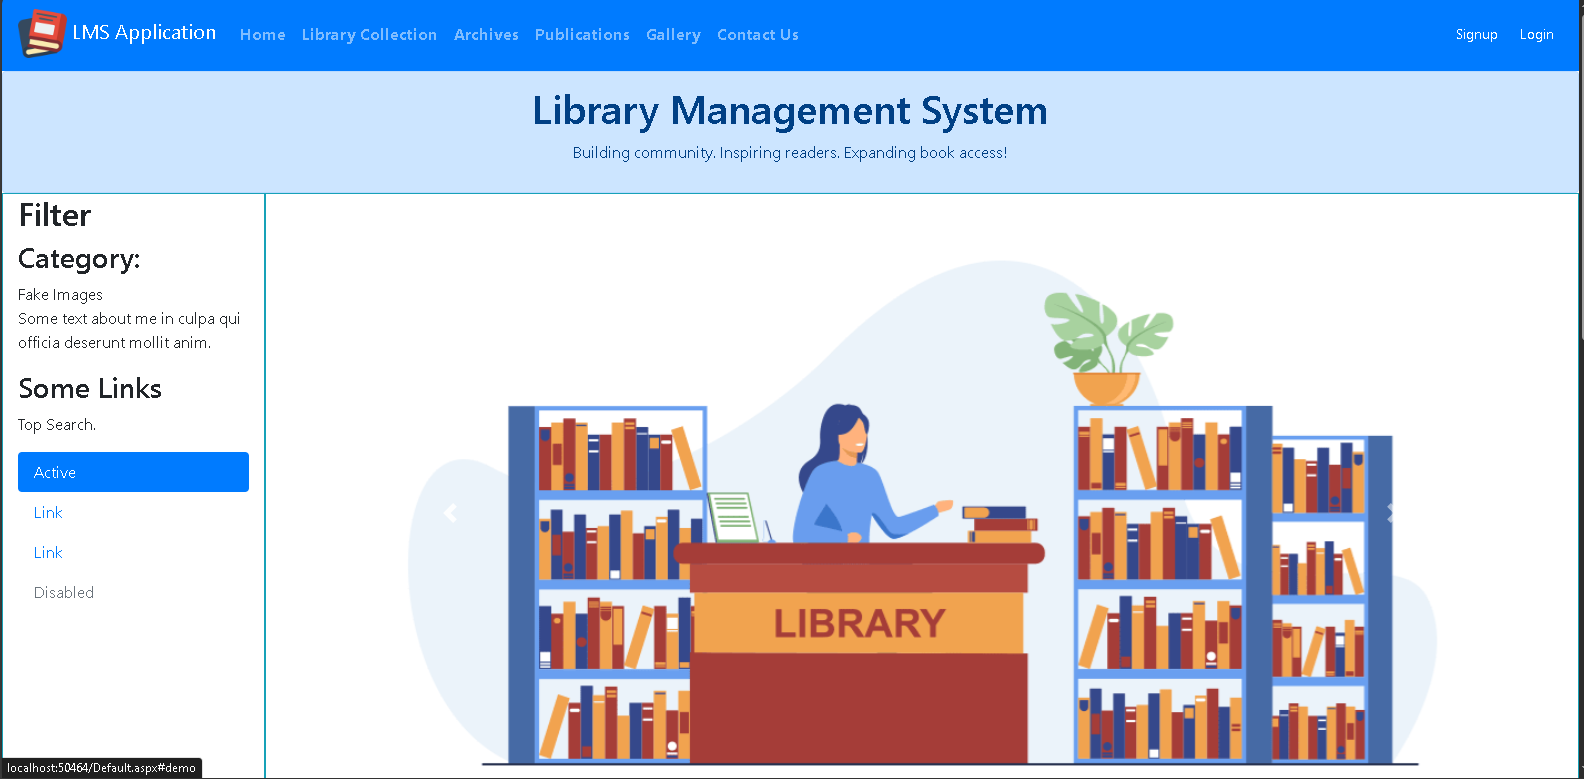 LMS Application Home Library Collection Archives Publications Gallery Contact Us Signup Login
Library Management System
Building community. Inspiring readers. Expanding book access!
Filter
Category:
Fake Images
Some text about me in culpa qui
officia deserunt mollit anim.
Some Links
Top Search.
Active
Link
Link
Disabled
LIBRARY
localhost:50464/Default.aspx#demo